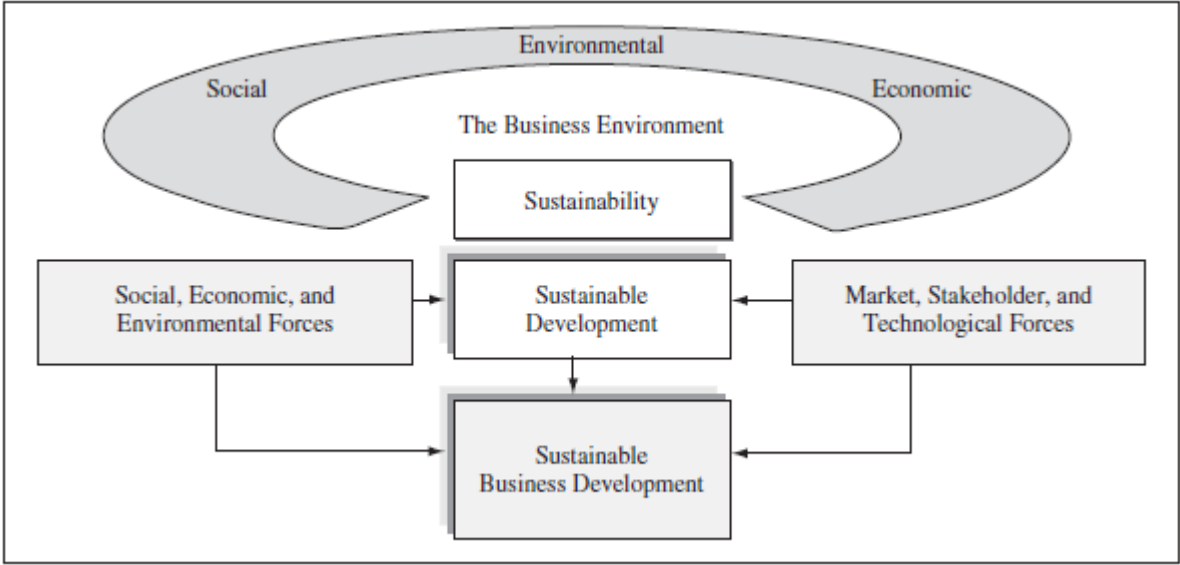 Environmental
Social
Economic
The Business Environment
Sustainability
Social, Economic, and
Environmental Forces
Sustainable
Development
Market, Stakeholder, and
Technological Forces
Sustainable
Business Development